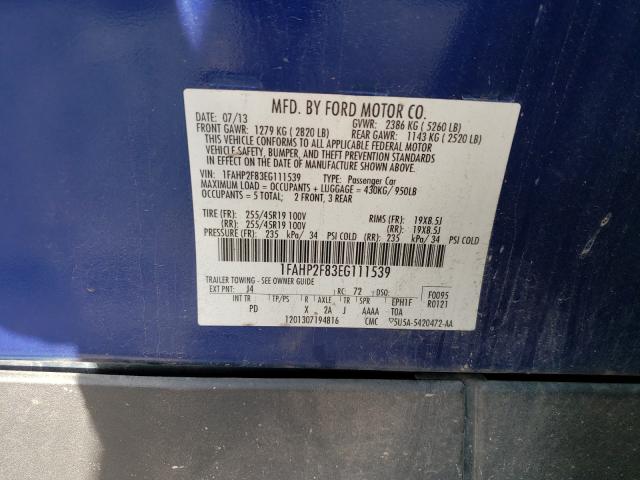 MFD. BY FORD MOTOR CO.
DATE: 07/13 GVWR: 2386 KG ( 5260 LB)
FRONT GAWR: 1279 KG ( 2820 LB) REAR GAWR: 1143 KG ( 2520 LB)
THIS VEHICLE CONFORMS TO ALL APPLICABLE FEDERAL MOTOR
VEHICLE SAFETY, BUMPER, AND THEFT PREVENTION STANDARDS
IN EFFECT ON THE DATE OF MANUFACTURE SHOWN ABOVE.
VIN: 1FAHP2F83EG111539 TYPE: Passenger Car
MAXIMUM LOAD = OCCUPANTS + LUGGAGE = 430KG/ 950LB
OCCUPANTS = 5 TOTAL; 2 FRONT, 3 REAR
TIRE (FR): 255/45R19 100V RIMS (FR): 19X8.5J
(RR): 255/45R19 100V (RR): 19X8.5J
PRESSURE (FR): 235 kPa/ 34 PSI COLD (RR): 235 kPa/ 34 PSI COLD
1FAHP2F83EG111539
TRAILER TOWING - SEE OWNER GUIDE
EXT PNT: J4 RC: 72 DSO: F0095
INT TR TP/PS R AXLE TR SPR EPH1F R0121
PD X 2A J AAAA T0A
1201307194816 CMC 5U5A-5420472-AA